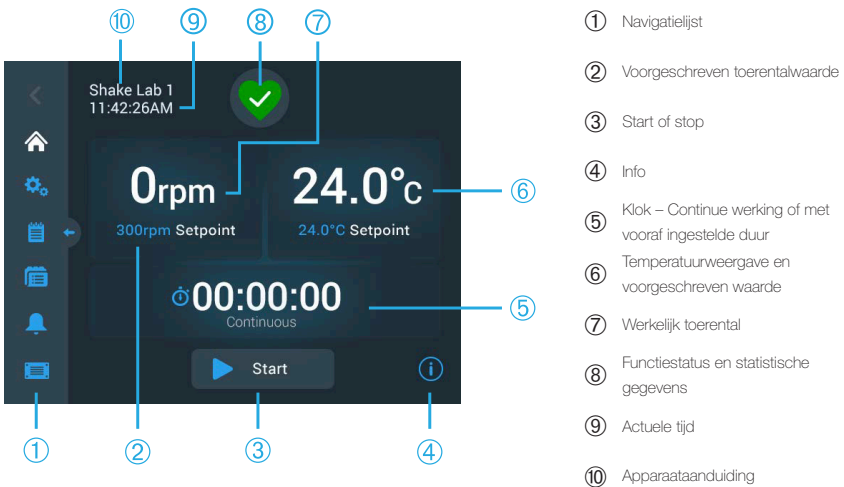 ⑩ ⑨ ⑧ ⑦
Shake Lab 1
11:42:26AM
0rpm
300rpm Setpoint
24.0°C
24.0°C Setpoint
⑥
00:00:00
Continuous
⑤
Start
① ② ③ ④
① Navigatielijst
② Voorgeschreven toerentalwaarde
③ Start of stop
④ Info
⑤ Klok – Continue werking of met
vooraf ingestelde duur
⑥ Temperatuurweergave en
voorgeschreven waarde
⑦ Werkelijk toerental
⑧ Functiestatus en statistische
gegevens
⑨ Actuele tijd
⑩ Apparaataanduiding